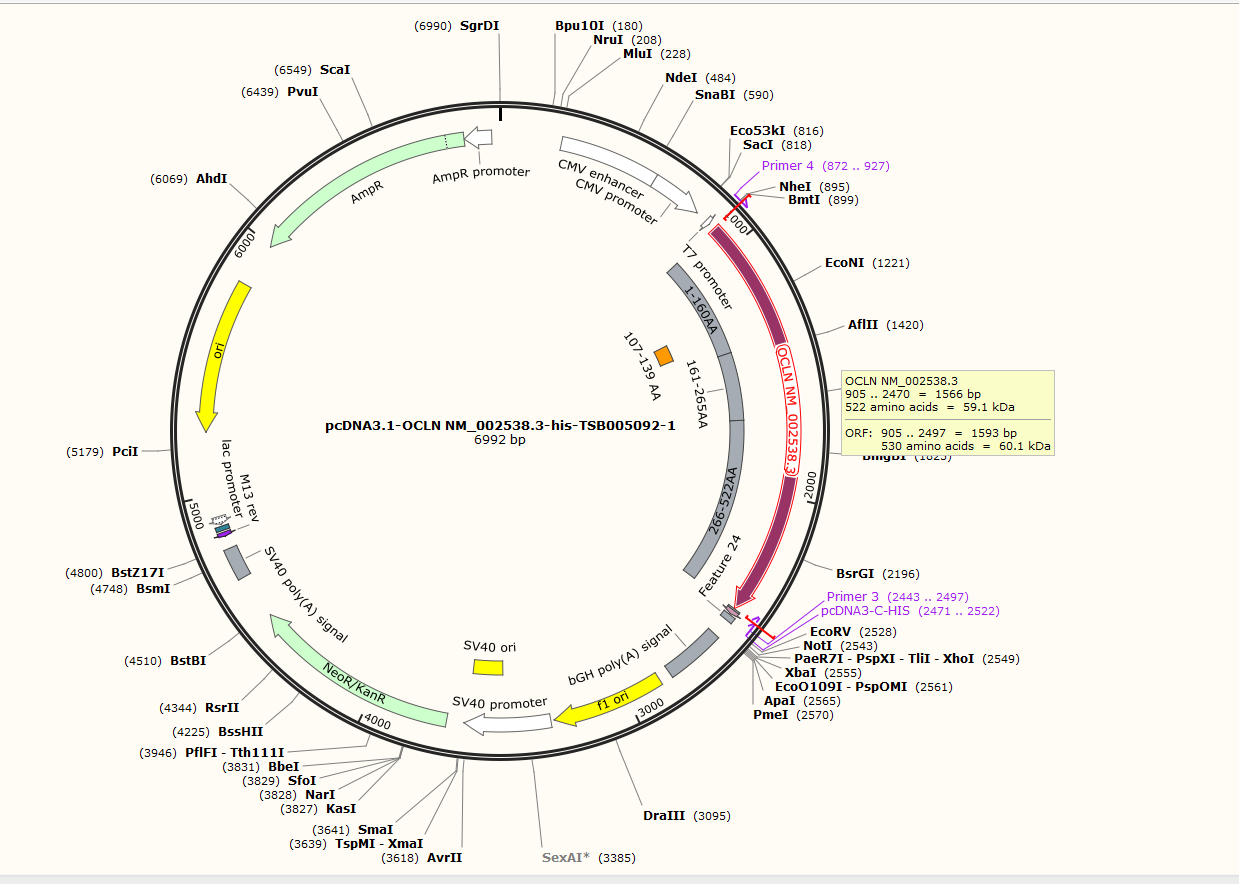 (6990) SgrDI
Bpu10I (180)
NruI (208)
MluI (228)
(6549) ScaI
(6439) PvuI
NdeI (484)
SnaBI (590)
Eco53kI (816)
SacI (818)
Primer 4 (872 .. 927)
NheI (895)
BmtI (899)
(6069) AhdI
AmpR
AmpR promoter
CMV enhancer
CMV promoter
1000
6000
T7 promoter
EcoNI (1221)
1-160AA
AflII (1420)
ori
107-139 AA
161-265AA
OCLN NM_002538.3
OCLN NM_002538.3
905 .. 2470 = 1566 bp
522 amino acids = 59.1 kDa
ORF: 905 .. 2497 = 1593 bp
530 amino acids = 60.1 kDa
pcDNA3.1-OCLN NM_002538.3-his-TSB005092-1
6992 bp
(5179) PciI
lac promoter
M13 rev
266-522AA
2000
5000
Feature 24
(4800) BstZ17I
(4748) BsmI
BsrGI (2196)
Primer 3 (2443 .. 2497)
pcDNA3-C-HIS (2471 .. 2522)
SV40 poly(A) signal
EcoRV (2528)
NotI (2543)
PaeR7I - PspXI - TliI - XhoI (2549)
XbaI (2555)
EcoO109I - PspOMI (2561)
ApaI (2565)
PmeI (2570)
(4510) BstBI
SV40 ori
bGH poly(A) signal
NeoR/KanR
SV40 promoter
f1 ori
3000
4000
(4344) RsrII
(4225) BssHII
(3946) PflFI - Tth111I
(3831) BbeI
(3829) SfoI
(3828) NarI
(3827) KasI
(3641) SmaI
(3639) TspMI - XmaI
(3618) AvrII
SexAI* (3385)
DraIII (3095)